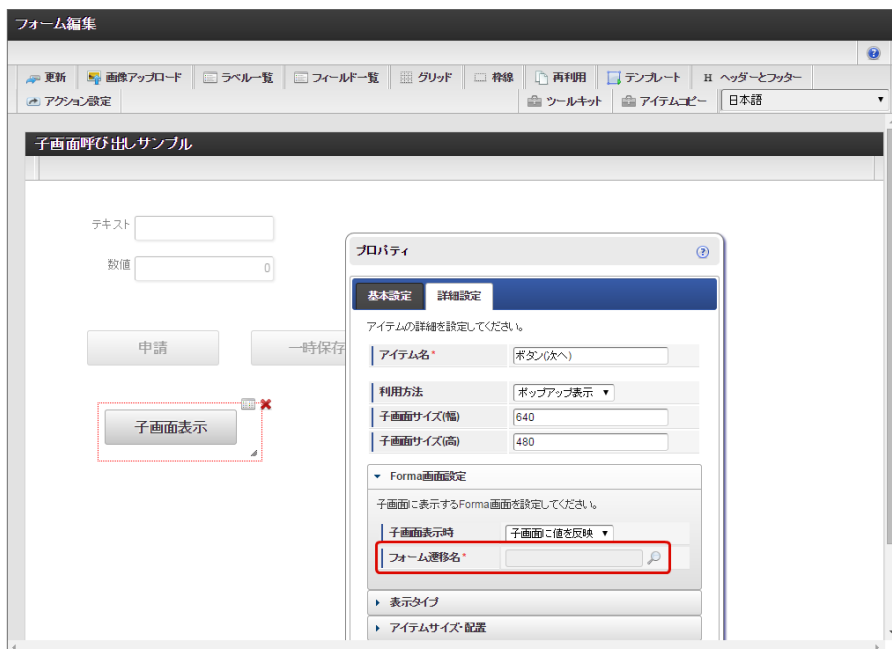 フォーム編集
更新 画像アップロード ラベル一覧 フィールド一覧 グリッド 枠線 再利用 テンプレート H ヘッダーとフッター
アクション設定 ツールキット アイテムコピー 日本語
子画面呼び出しサンプル
テキスト
数値 0
申請 一時保存
子画面表示
プロパティ
基本設定 詳細設定
アイテムの詳細を設定してください。
アイテム名* ボタン(次へ)
利用方法 ポップアップ表示
子画面サイズ(幅) 640
子画面サイズ(高) 480
Forma画面設定
子画面に表示するForma画面を設定してください。
子画面表示時 子画面に値を反映
フォーム遷移名*
表示タイプ
アイテムサイズ・配置